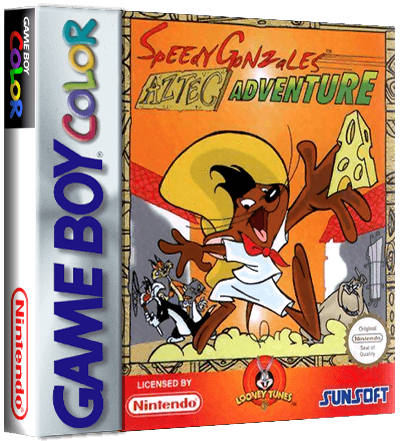 GAME BOY
COLOR
Nintendo
GAME BOY COLOR
SPEEDY GONZALES™
AZTEC ADVENTURE
Original
Nintendo
Seal of
Quality
LICENSED BY
Nintendo
LOONEY TUNES
SUNSOFT